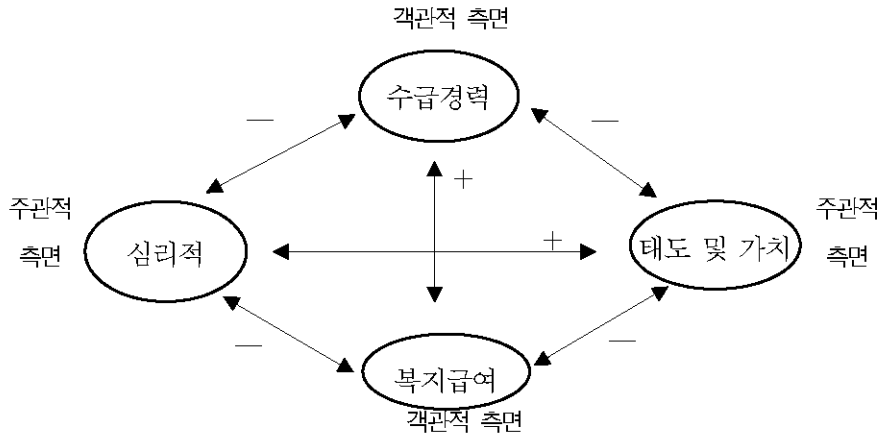 객관적 측면
수급경력
—
—
주관적
측면
심리적
+
+
태도 및 가치
주관적
측면
—
—
복지급여
객관적 측면